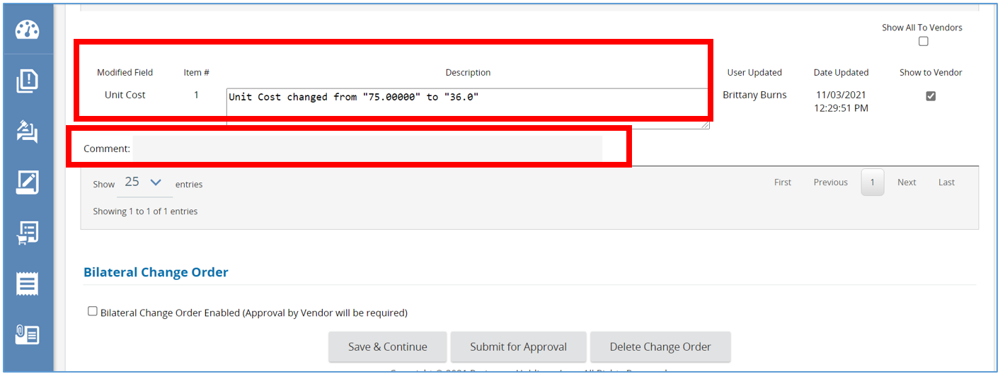 Show All To Vendors
Modified Field Item # Description User Updated Date Updated Show to Vendor
Unit Cost 1 Unit Cost changed from "75.00000" to "36.0" Brittany Burns 11/03/2021
12:29:51 PM
Comment:
Show 25 entries First Previous 1 Next Last
Showing 1 to 1 of 1 entries
Bilateral Change Order
Bilateral Change Order Enabled (Approval by Vendor will be required)
Save & Continue Submit for Approval Delete Change Order